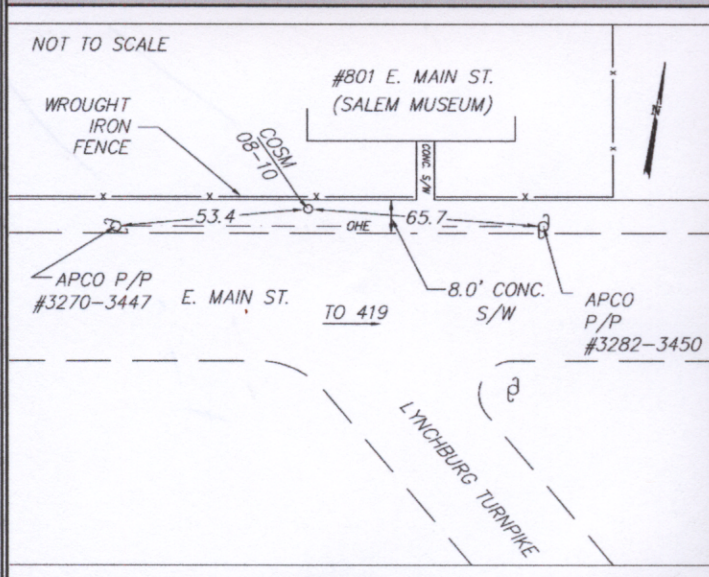 NOT TO SCALE
#801 E. MAIN ST.
(SALEM MUSEUM)
N
WROUGHT
IRON
FENCE
COSM
08-10
CONC. S/W
53.4
65.7
OHE
APCO P/P
#3270-3447
E. MAIN ST.
TO 419
8.0' CONC.
S/W
APCO
P/P
#3282-3450
LYNCHBURG TURNPIKE